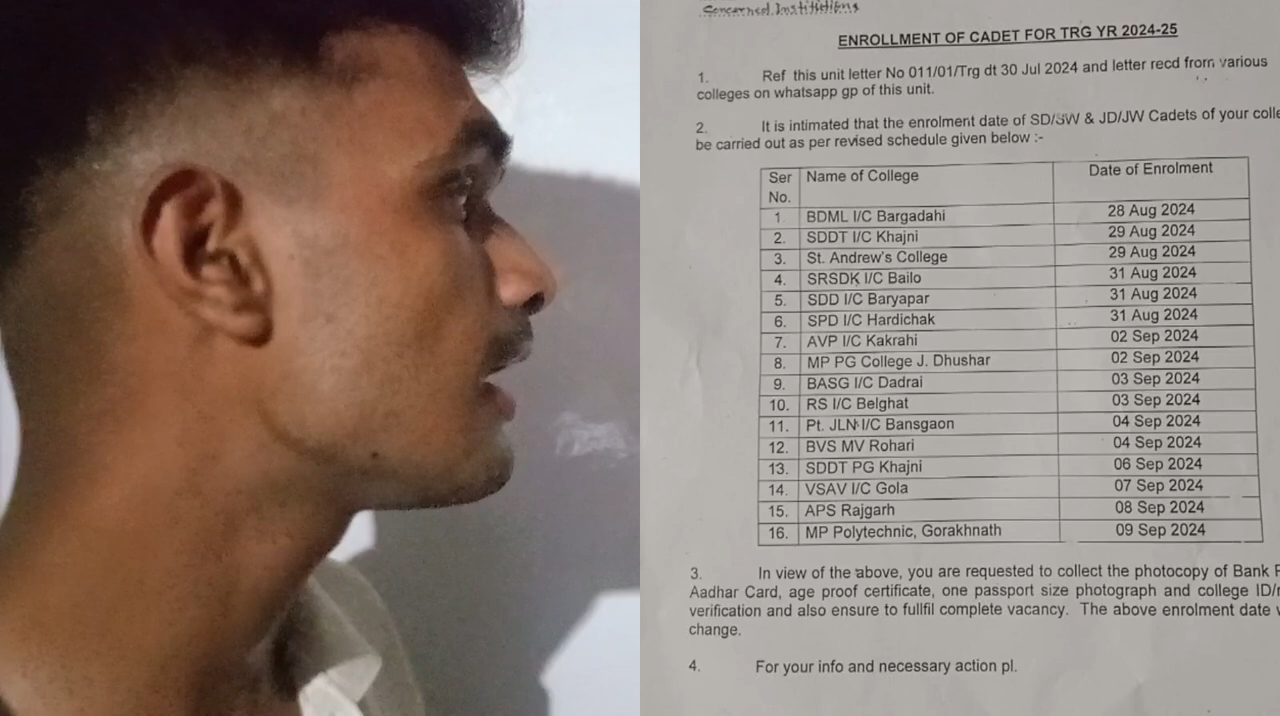 Concerned Institutions
ENROLLMENT OF CADET FOR TRG YR 2024-25
1. Ref this unit letter No 011/01/Trg dt 30 Jul 2024 and letter recd from various
colleges on whatsapp gp of this unit.
2. It is intimated that the enrolment date of SD/SW & JD/JW Cadets of your colle
be carried out as per revised schedule given below :-
Ser No. Name of College Date of Enrolment
1 BDML I/C Bargadahi 28 Aug 2024
2. SDDT I/C Khajni 29 Aug 2024
3. St. Andrew's College 29 Aug 2024
4. SRSDK I/C Bailo 31 Aug 2024
5. SDD I/C Baryapar 31 Aug 2024
6. SPD I/C Hardichak 31 Aug 2024
7. AVP I/C Kakrahi 02 Sep 2024
8. MP PG College J. Dhushar 02 Sep 2024
9. BASG I/C Dadrai 03 Sep 2024
10. RS I/C Belghat 03 Sep 2024
11. Pt. JLN I/C Bansgaon 04 Sep 2024
12. BVS MV Rohari 04 Sep 2024
13. SDDT PG Khajni 06 Sep 2024
14. VSAV I/C Gola 07 Sep 2024
15. APS Rajgarh 08 Sep 2024
16. MP Polytechnic, Gorakhnath 09 Sep 2024
3. In view of the above, you are requested to collect the photocopy of Bank
Aadhar Card, age proof certificate, one passport size photograph and college ID/
verification and also ensure to fullfil complete vacancy. The above enrolment date
change.
4. For your info and necessary action pl.